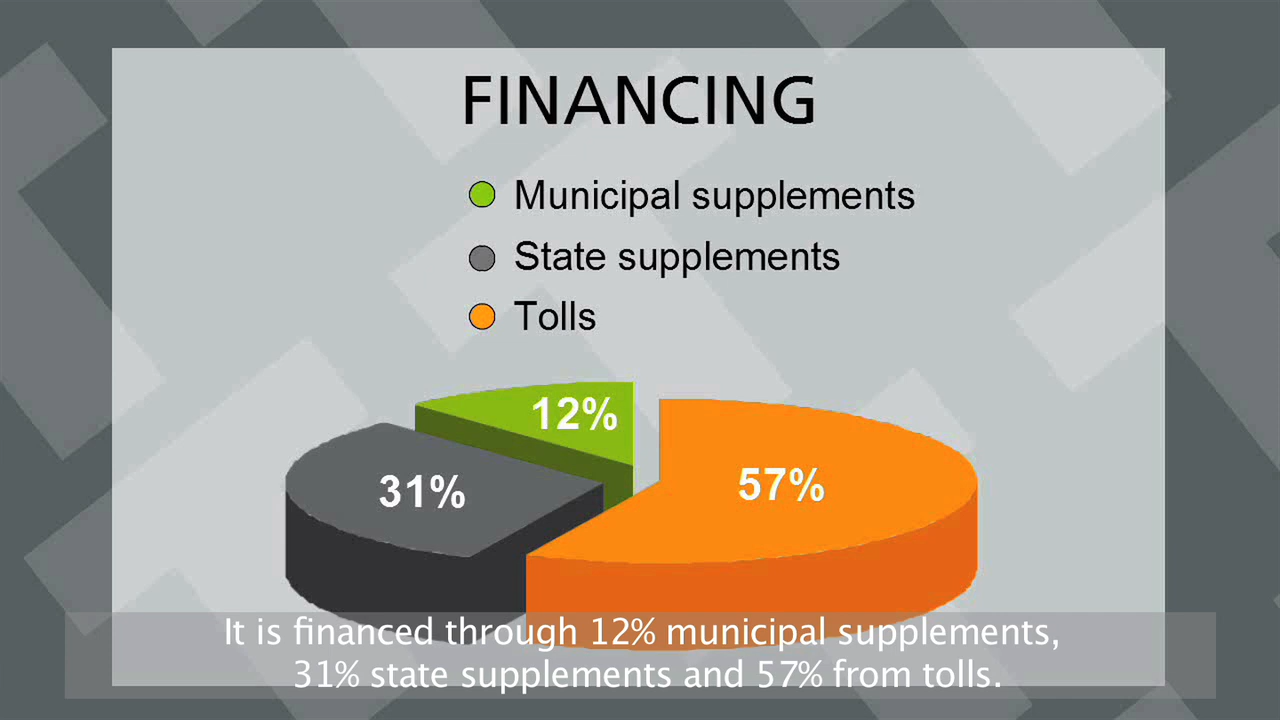 FINANCING
Municipal supplements
State supplements
Tolls
12%
31%
57%
It is financed through 12% municipal supplements,
31% state supplements and 57% from tolls.